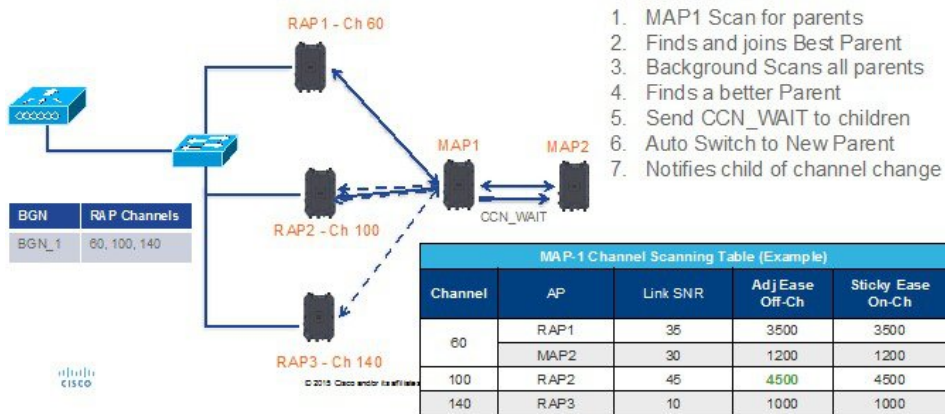 RAP1 - Ch 60
1. MAP1 Scan for parents
2. Finds and joins Best Parent
3. Background Scans all parents
4. Finds a better Parent
5. Send CCN_WAIT to children
6. Auto Switch to New Parent
7. Notifies child of channel change
MAP1
MAP2
CCN_WAIT
RAP2 - Ch 100
BGN RAP Channels
BGN_1 60, 100, 140
RAP3 - Ch 140
MAP-1 Channel Scanning Table (Example)
Channel AP Link SNR Adj Ease Off-Ch Sticky Ease On-Ch
60 RAP1 35 3500 3500
MAP2 30 1200 1200
100 RAP2 45 4500 4500
140 RAP3 10 1000 1000
CISCO
© 2015 Cisco and/or its affiliates